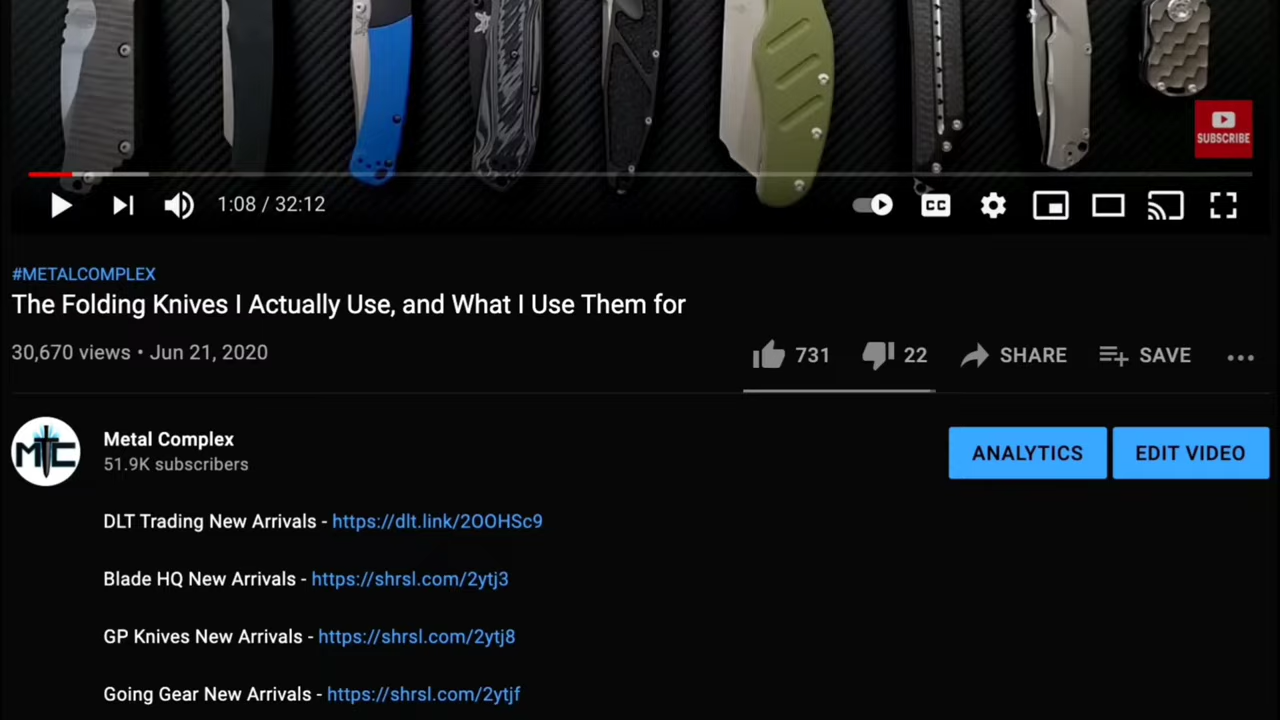 SUBSCRIBE
1:08 / 32:12
CC
#METALCOMPLEX
The Folding Knives I Actually Use, and What I Use Them for
30,670 views • Jun 21, 2020
731 22 SHARE SAVE
MTC
Metal Complex
51.9K subscribers
ANALYTICS EDIT VIDEO
DLT Trading New Arrivals - https://dlt.link/2OOHSc9
Blade HQ New Arrivals - https://shrsl.com/2ytj3
GP Knives New Arrivals - https://shrsl.com/2ytj8
Going Gear New Arrivals - https://shrsl.com/2ytjf